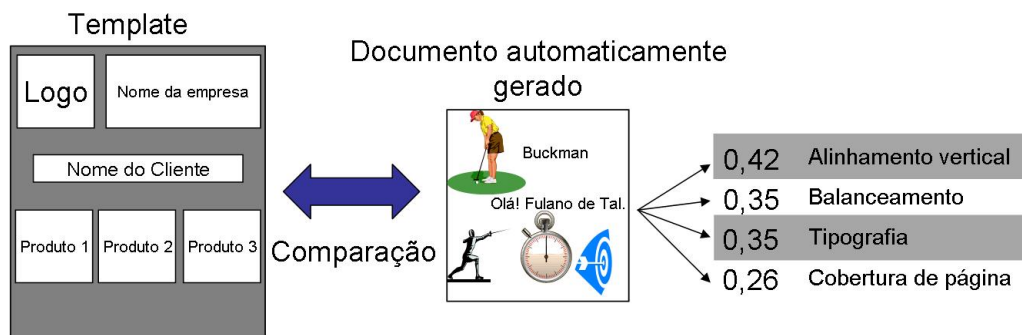 Template
Logo
Nome da empresa
Nome do Cliente
Produto 1
Produto 2
Produto 3
Comparação
Documento automaticamente
gerado
Buckman
Olá! Fulano de Tal.
0,42 Alinhamento vertical
0,35 Balanceamento
0,35 Tipografia
0,26 Cobertura de página